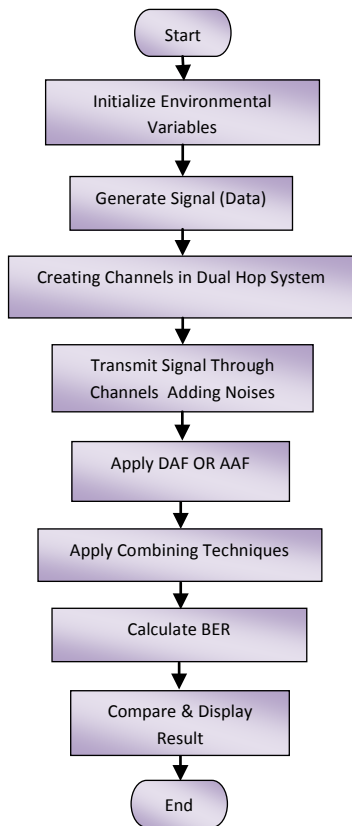 Start
Initialize Environmental
Variables
Generate Signal (Data)
Creating Channels in Dual Hop System
Transmit Signal Through
Channels Adding Noises
Apply DAF OR AAF
Apply Combining Techniques
Calculate BER
Compare & Display
Result
End